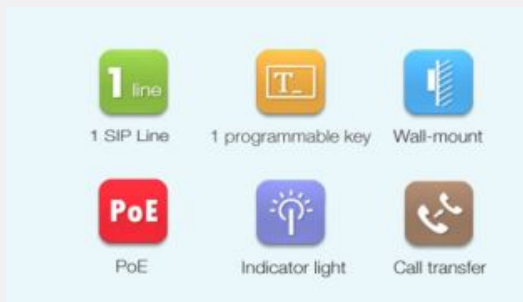 1 line
T_
1 SIP Line 1 programmable key Wall-mount
PoE
PoE Indicator light Call transfer